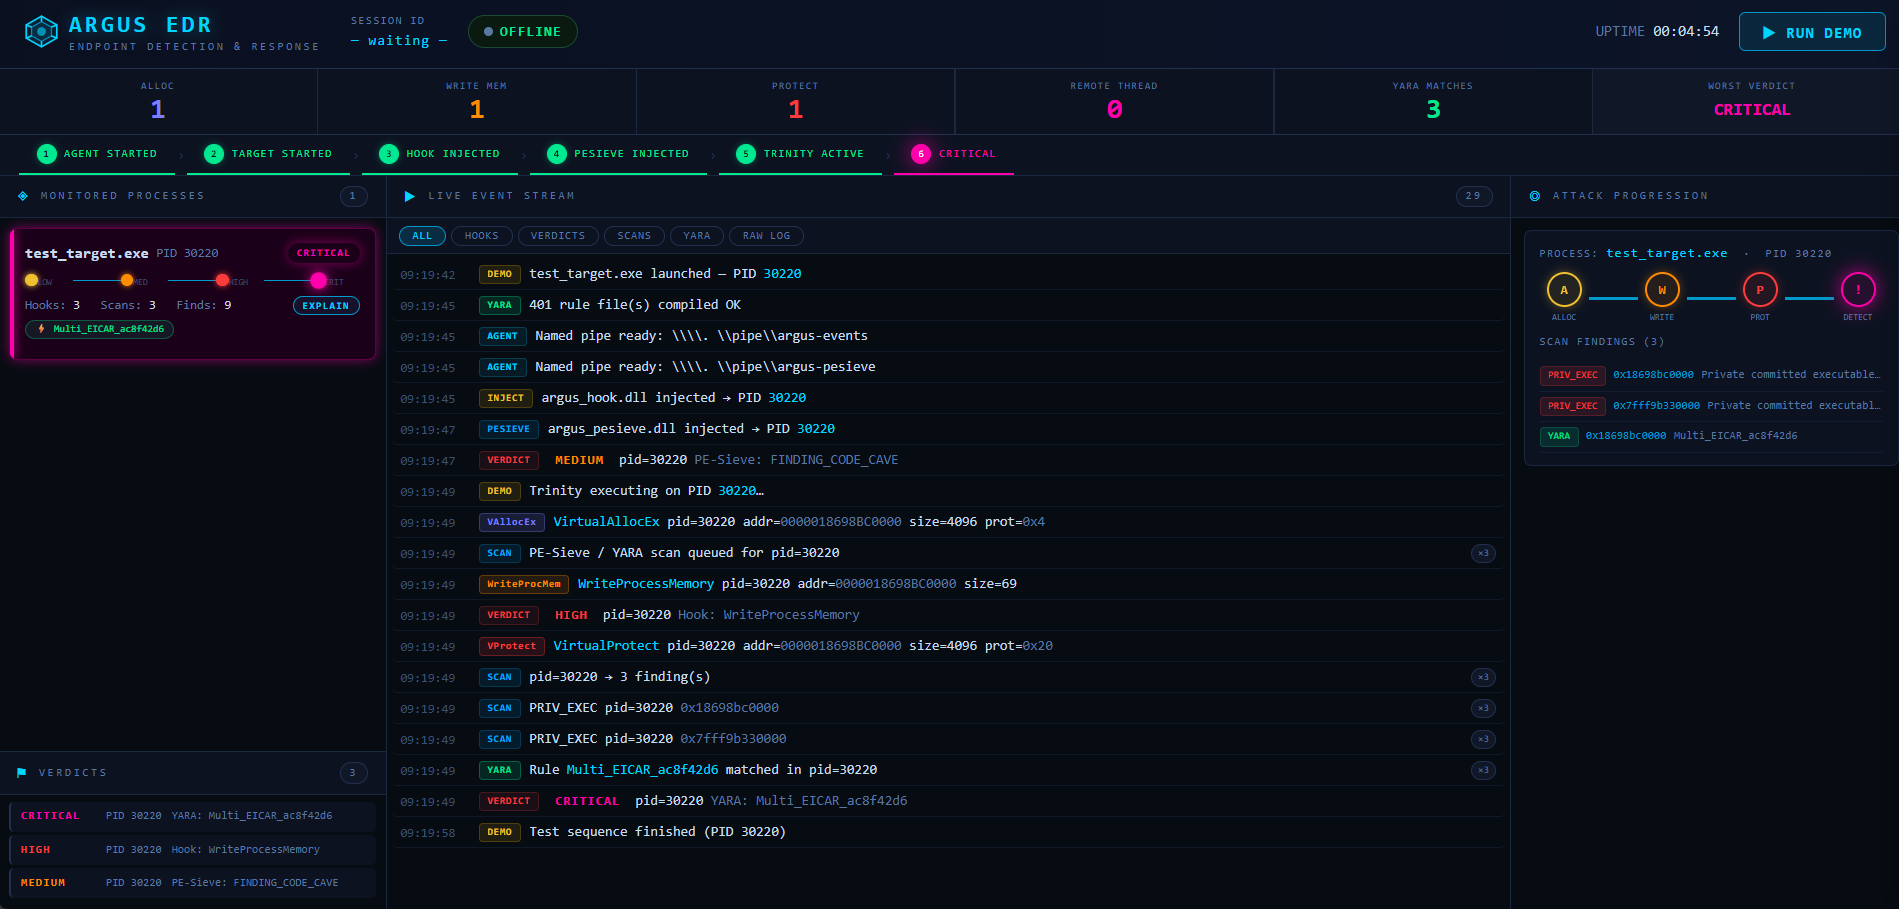 ARGUS EDR
ENDPOINT DETECTION & RESPONSE
SESSION ID
— waiting —
OFFLINE
UPTIME 00:04:54
RUN DEMO
ALLOC
1
WRITE MEM
1
PROTECT
1
REMOTE THREAD
0
YARA MATCHES
3
WORST VERDICT
CRITICAL
1 AGENT STARTED
2 TARGET STARTED
3 HOOK INJECTED
4 PESIEVE INJECTED
5 TRINITY ACTIVE
6 CRITICAL
MONITORED PROCESSES 1
test_target.exe PID 30220 CRITICAL
LOW MED HIGH CRIT
Hooks: 3 Scans: 3 Finds: 9 EXPLAIN
Multi_EICAR_ac8f42d6
VERDICTS 3
CRITICAL PID 30220 YARA: Multi_EICAR_ac8f42d6
HIGH PID 30220 Hook: WriteProcessMemory
MEDIUM PID 30220 PE-Sieve: FINDING_CODE_CAVE
LIVE EVENT STREAM 29
ALL HOOKS VERDICTS SCANS YARA RAW LOG
09:19:42 DEMO test_target.exe launched — PID 30220
09:19:45 YARA 401 rule file(s) compiled OK
09:19:45 AGENT Named pipe ready: \\\\. \\pipe\\argus-events
09:19:45 AGENT Named pipe ready: \\\\. \\pipe\\argus-pesieve
09:19:45 INJECT argus_hook.dll injected → PID 30220
09:19:47 PESIEVE argus_pesieve.dll injected → PID 30220
09:19:47 VERDICT MEDIUM pid=30220 PE-Sieve: FINDING_CODE_CAVE
09:19:49 DEMO Trinity executing on PID 30220…
09:19:49 VAllocEx VirtualAllocEx pid=30220 addr=0000018698BC0000 size=4096 prot=0x4
09:19:49 SCAN PE-Sieve / YARA scan queued for pid=30220 ×3
09:19:49 WriteProcMem WriteProcessMemory pid=30220 addr=0000018698BC0000 size=69
09:19:49 VERDICT HIGH pid=30220 Hook: WriteProcessMemory
09:19:49 VProtect VirtualProtect pid=30220 addr=0000018698BC0000 size=4096 prot=0x20
09:19:49 SCAN pid=30220 → 3 finding(s) ×3
09:19:49 SCAN PRIV_EXEC pid=30220 0x18698bc0000 ×3
09:19:49 SCAN PRIV_EXEC pid=30220 0x7fff9b330000 ×3
09:19:49 YARA Rule Multi_EICAR_ac8f42d6 matched in pid=30220 ×3
09:19:49 VERDICT CRITICAL pid=30220 YARA: Multi_EICAR_ac8f42d6
09:19:58 DEMO Test sequence finished (PID 30220)
ATTACK PROGRESSION
PROCESS: test_target.exe · PID 30220
A W P !
ALLOC WRITE PROT DETECT
SCAN FINDINGS (3)
PRIV_EXEC 0x18698bc0000 Private committed executable…
PRIV_EXEC 0x7fff9b330000 Private committed executabl…
YARA 0x18698bc0000 Multi_EICAR_ac8f42d6